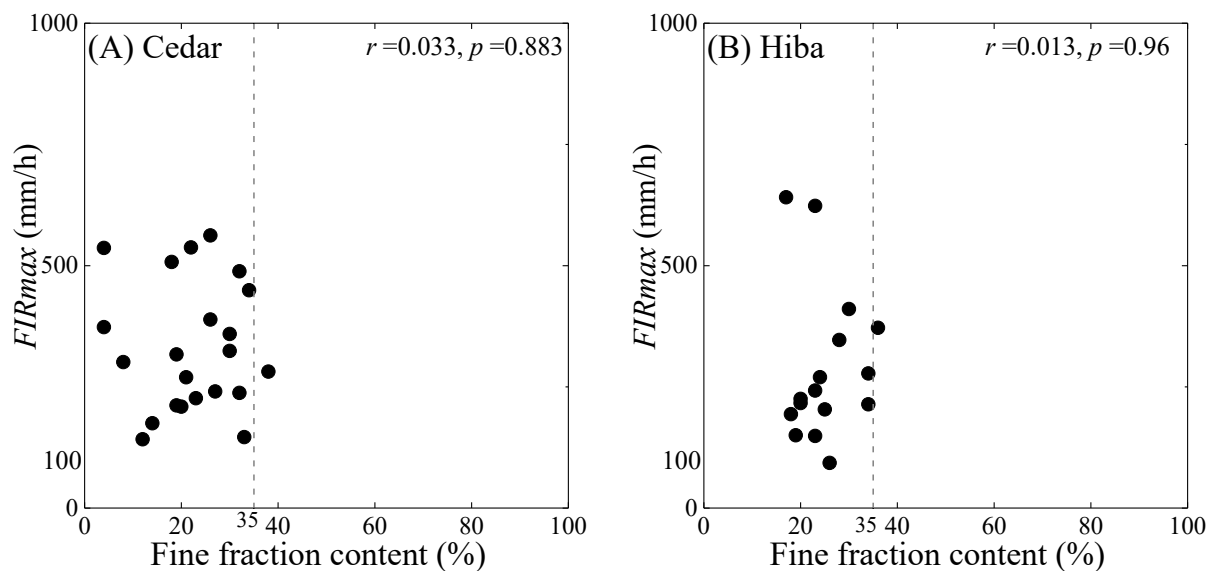 (A) Cedar
r =0.033, p =0.883
1000
500
100
0
FIRmax (mm/h)
0 20 35 40 60 80 100
Fine fraction content (%)
(B) Hiba
r =0.013, p =0.96
1000
500
100
0
FIRmax (mm/h)
0 20 35 40 60 80 100
Fine fraction content (%)